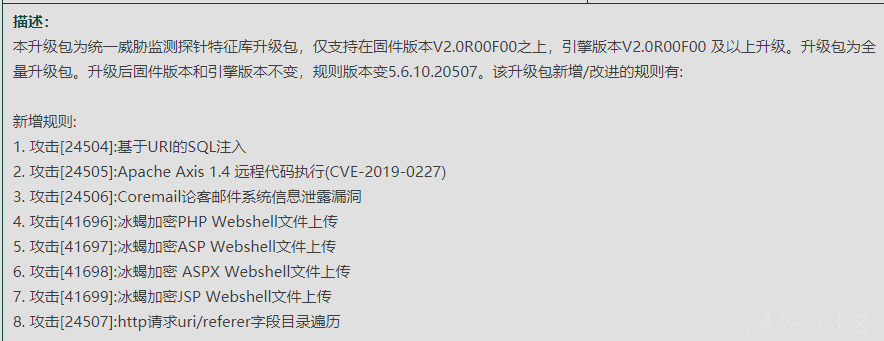 描述：
本升级包为统一威胁监测探针特征库升级包，仅支持在固件版本V2.0R00F00之上，引擎版本V2.0R00F00 及以上升级。升级包为全
量升级包。升级后固件版本和引擎版本不变，规则版本变5.6.10.20507。该升级包新增/改进的规则有:
新增规则:
1. 攻击[24504]:基于URI的SQL注入
2. 攻击[24505]:Apache Axis 1.4 远程代码执行(CVE-2019-0227)
3. 攻击[24506]:Coremail论客邮件系统信息泄露漏洞
4. 攻击[41696]:冰蝎加密PHP Webshell文件上传
5. 攻击[41697]:冰蝎加密ASP Webshell文件上传
6. 攻击[41698]:冰蝎加密 ASPX Webshell文件上传
7. 攻击[41699]:冰蝎加密JSP Webshell文件上传
8. 攻击[24507]:http请求uri/referer字段目录遍历
先知社区